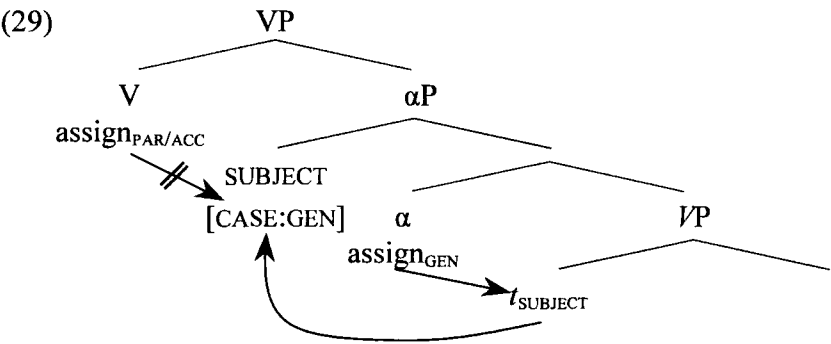 (29) VP
V αP
assignPAR/ACC
SUBJECT
[CASE:GEN] α VP
assignGEN
tSUBJECT